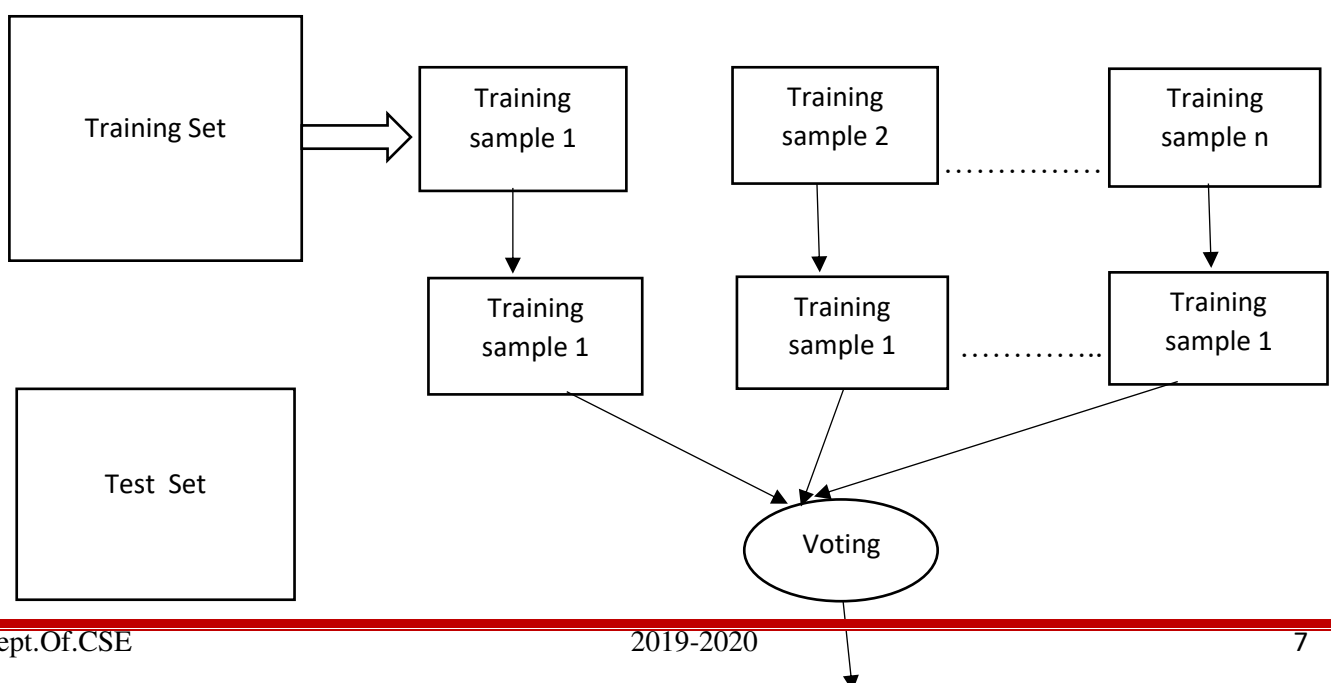 Training Set
Training
sample 1
Training
sample 2
Training
sample n
……………
Training
sample 1
Training
sample 1
Training
sample 1
…………..
Test Set
Voting
ept.Of.CSE
2019-2020
7